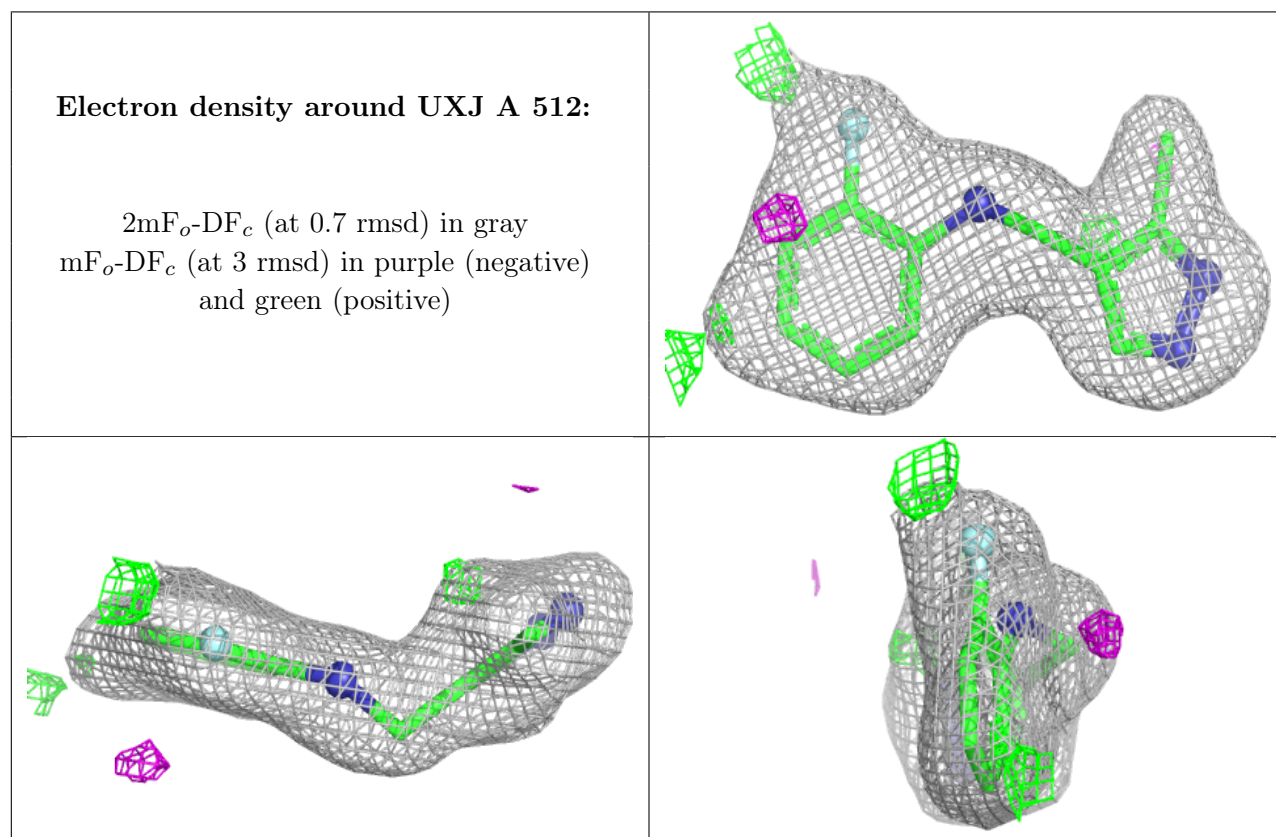 Electron density around UXJ A 512:
2mFo-DFc (at 0.7 rmsd) in gray
mFo-DFc (at 3 rmsd) in purple (negative)
and green (positive)